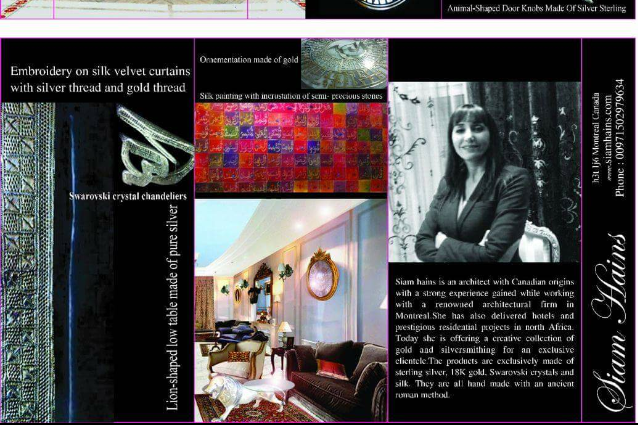 Animal-Shaped Door Knobs Made Of Silver Sterling
Embroidery on silk velvet curtains
with silver thread and gold thread
Swarovski crystal chandeliers
Lion-shaped low table made of pure silver
Ornementation made of gold
Silk painting with incrustation of semi- precious stones
Siam hains is an architect with Canadian origins
with a strong experience gained while working
with a renowned architectural firm in
Montreal.She has also delivered hotels and
prestigious residential projects in north Africa.
Today she is offering a creative collection of
gold and silversmithing for an exclusive
clientele.The products are exclusively made of
sterling silver, 18K gold, Swarovski crystals and
silk. They are all hand made with an ancient
roman method.
h3t 1j6 Montreal Canada
www.siamhains.com
Phone : 00971502979634
Siam Hains